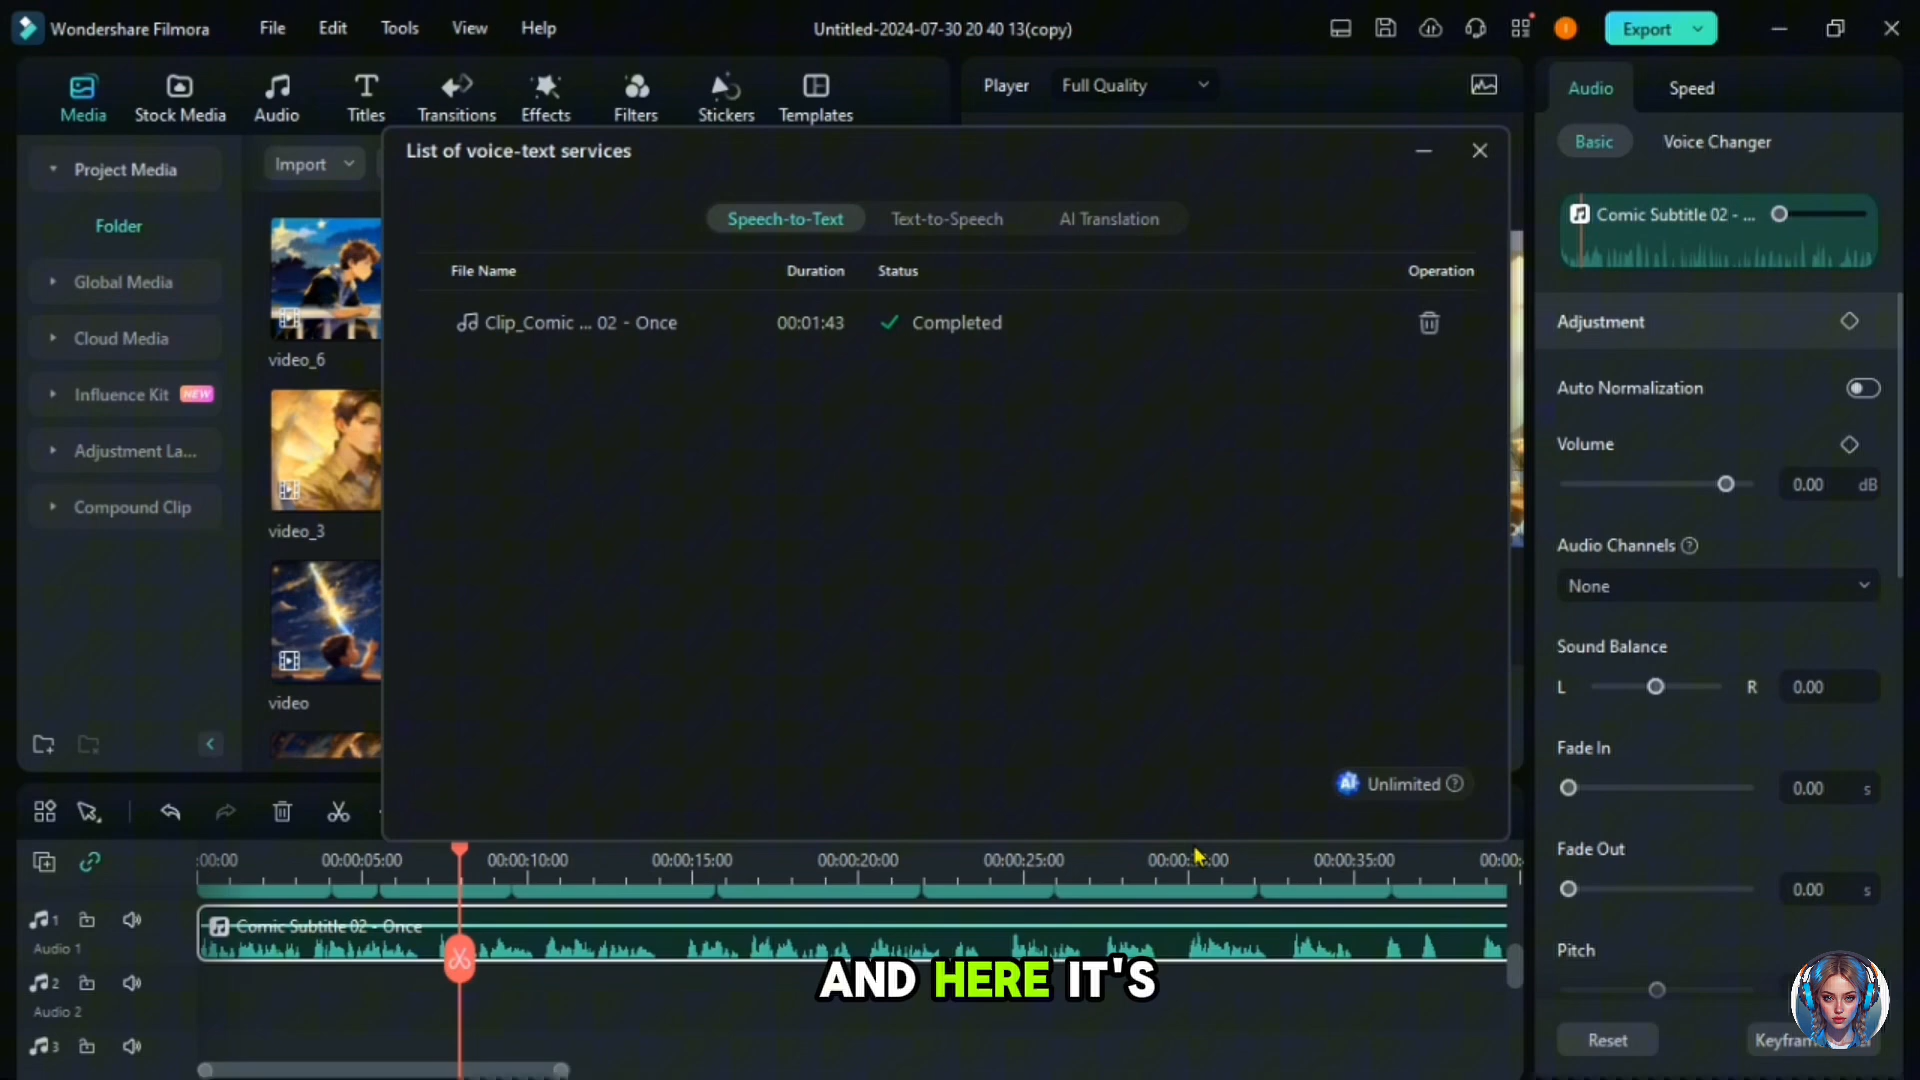 Wondershare Filmora File Edit Tools View Help Untitled-2024-07-30 20 40 13(copy) Export
Media Stock Media Audio Titles Transitions Effects Filters Stickers Templates
Player Full Quality
Audio Speed
Basic Voice Changer
Project Media
Folder
Global Media
Cloud Media
Influence Kit NEW
Adjustment La...
Compound Clip
Import
video_6
video_3
video
List of voice-text services
Speech-to-Text Text-to-Speech AI Translation
File Name Duration Status Operation
Clip_Comic ... 02 - Once 00:01:43 Completed
AI Unlimited
Comic Subtitle 02 - ...
Adjustment
Auto Normalization
Volume
0.00 dB
Audio Channels
None
Sound Balance
L R 0.00
Fade In
0.00 s
Fade Out
0.00 s
Pitch
Reset
:00:00 00:00:05:00 00:00:10:00 00:00:15:00 00:00:20:00 00:00:25:00 00:00:35:00
1
Audio 1
Comic Subtitle 02 - Once
2
Audio 2
3
AND HERE IT'S